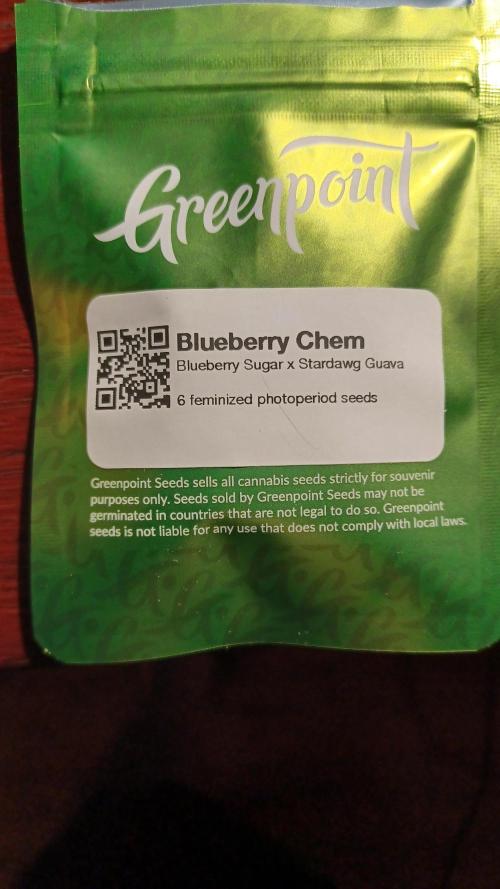 Greenpoint
Blueberry Chem
Blueberry Sugar x Stardawg Guava
6 feminized photoperiod seeds
Greenpoint Seeds sells all cannabis seeds strictly for souvenir
purposes only. Seeds sold by Greenpoint Seeds may not be
germinated in countries that are not legal to do so. Greenpoint
seeds is not liable for any use that does not comply with local laws.